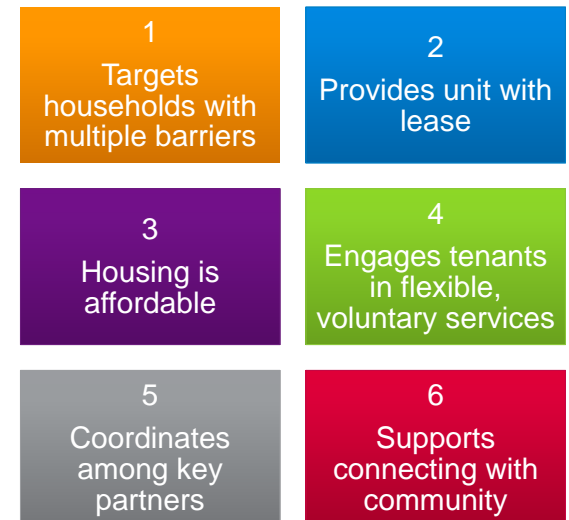 1
Targets
households with
multiple barriers
2
Provides unit with
lease
3
Housing is
affordable
4
Engages tenants
in flexible,
voluntary services
5
Coordinates
among key
partners
6
Supports
connecting with
community